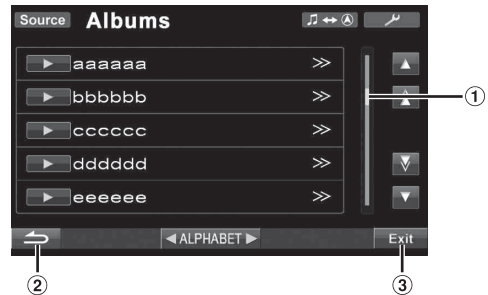 Source Albums
aaaaaa
bbbbbb
cccccc
dddddd
eeeeee
ALPHABET Exit
1
2 3